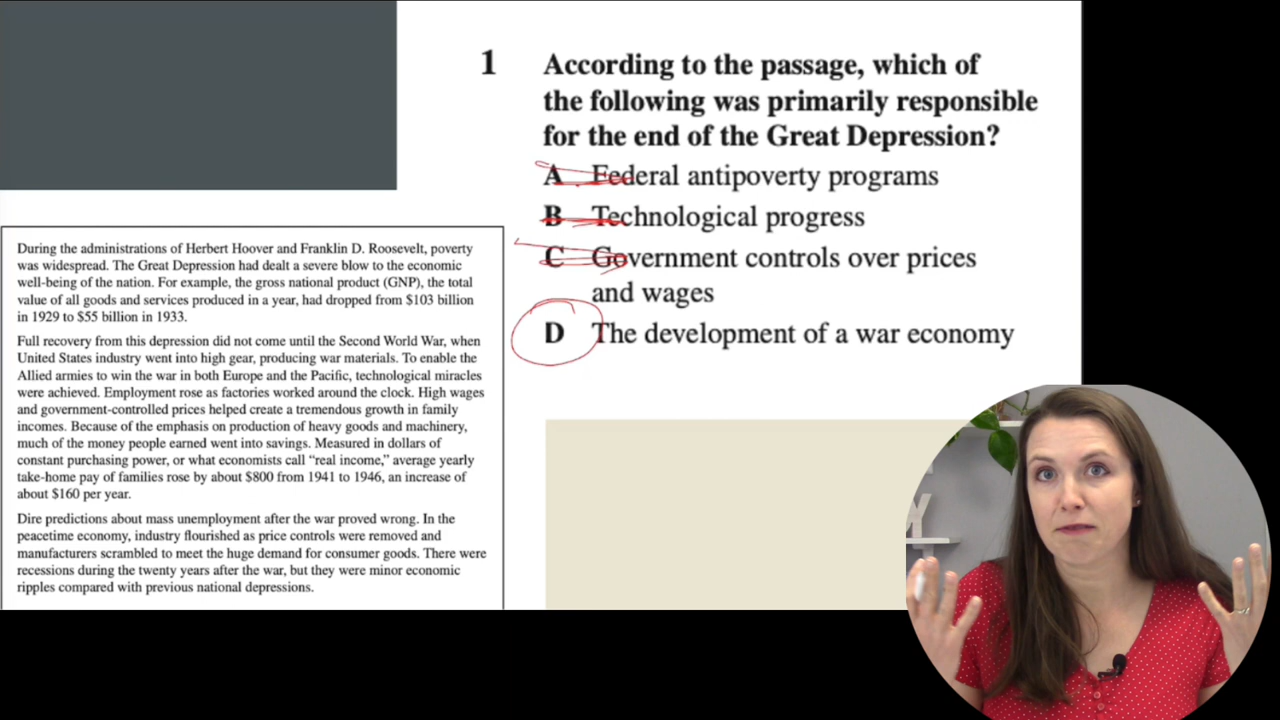 1 According to the passage, which of
the following was primarily responsible
for the end of the Great Depression?
A Federal antipoverty programs
B Technological progress
C Government controls over prices
and wages
D The development of a war economy
During the administrations of Herbert Hoover and Franklin D. Roosevelt, poverty
was widespread. The Great Depression had dealt a severe blow to the economic
well-being of the nation. For example, the gross national product (GNP), the total
value of all goods and services produced in a year, had dropped from $103 billion
in 1929 to $55 billion in 1933.
Full recovery from this depression did not come until the Second World War, when
United States industry went into high gear, producing war materials. To enable the
Allied armies to win the war in both Europe and the Pacific, technological miracles
were achieved. Employment rose as factories worked around the clock. High wages
and government-controlled prices helped create a tremendous growth in family
incomes. Because of the emphasis on production of heavy goods and machinery,
much of the money people earned went into savings. Measured in dollars of
constant purchasing power, or what economists call “real income,” average yearly
take-home pay of families rose by about $800 from 1941 to 1946, an increase of
about $160 per year.
Dire predictions about mass unemployment after the war proved wrong. In the
peacetime economy, industry flourished as price controls were removed and
manufacturers scrambled to meet the huge demand for consumer goods. There were
recessions during the twenty years after the war, but they were minor economic
ripples compared with previous national depressions.